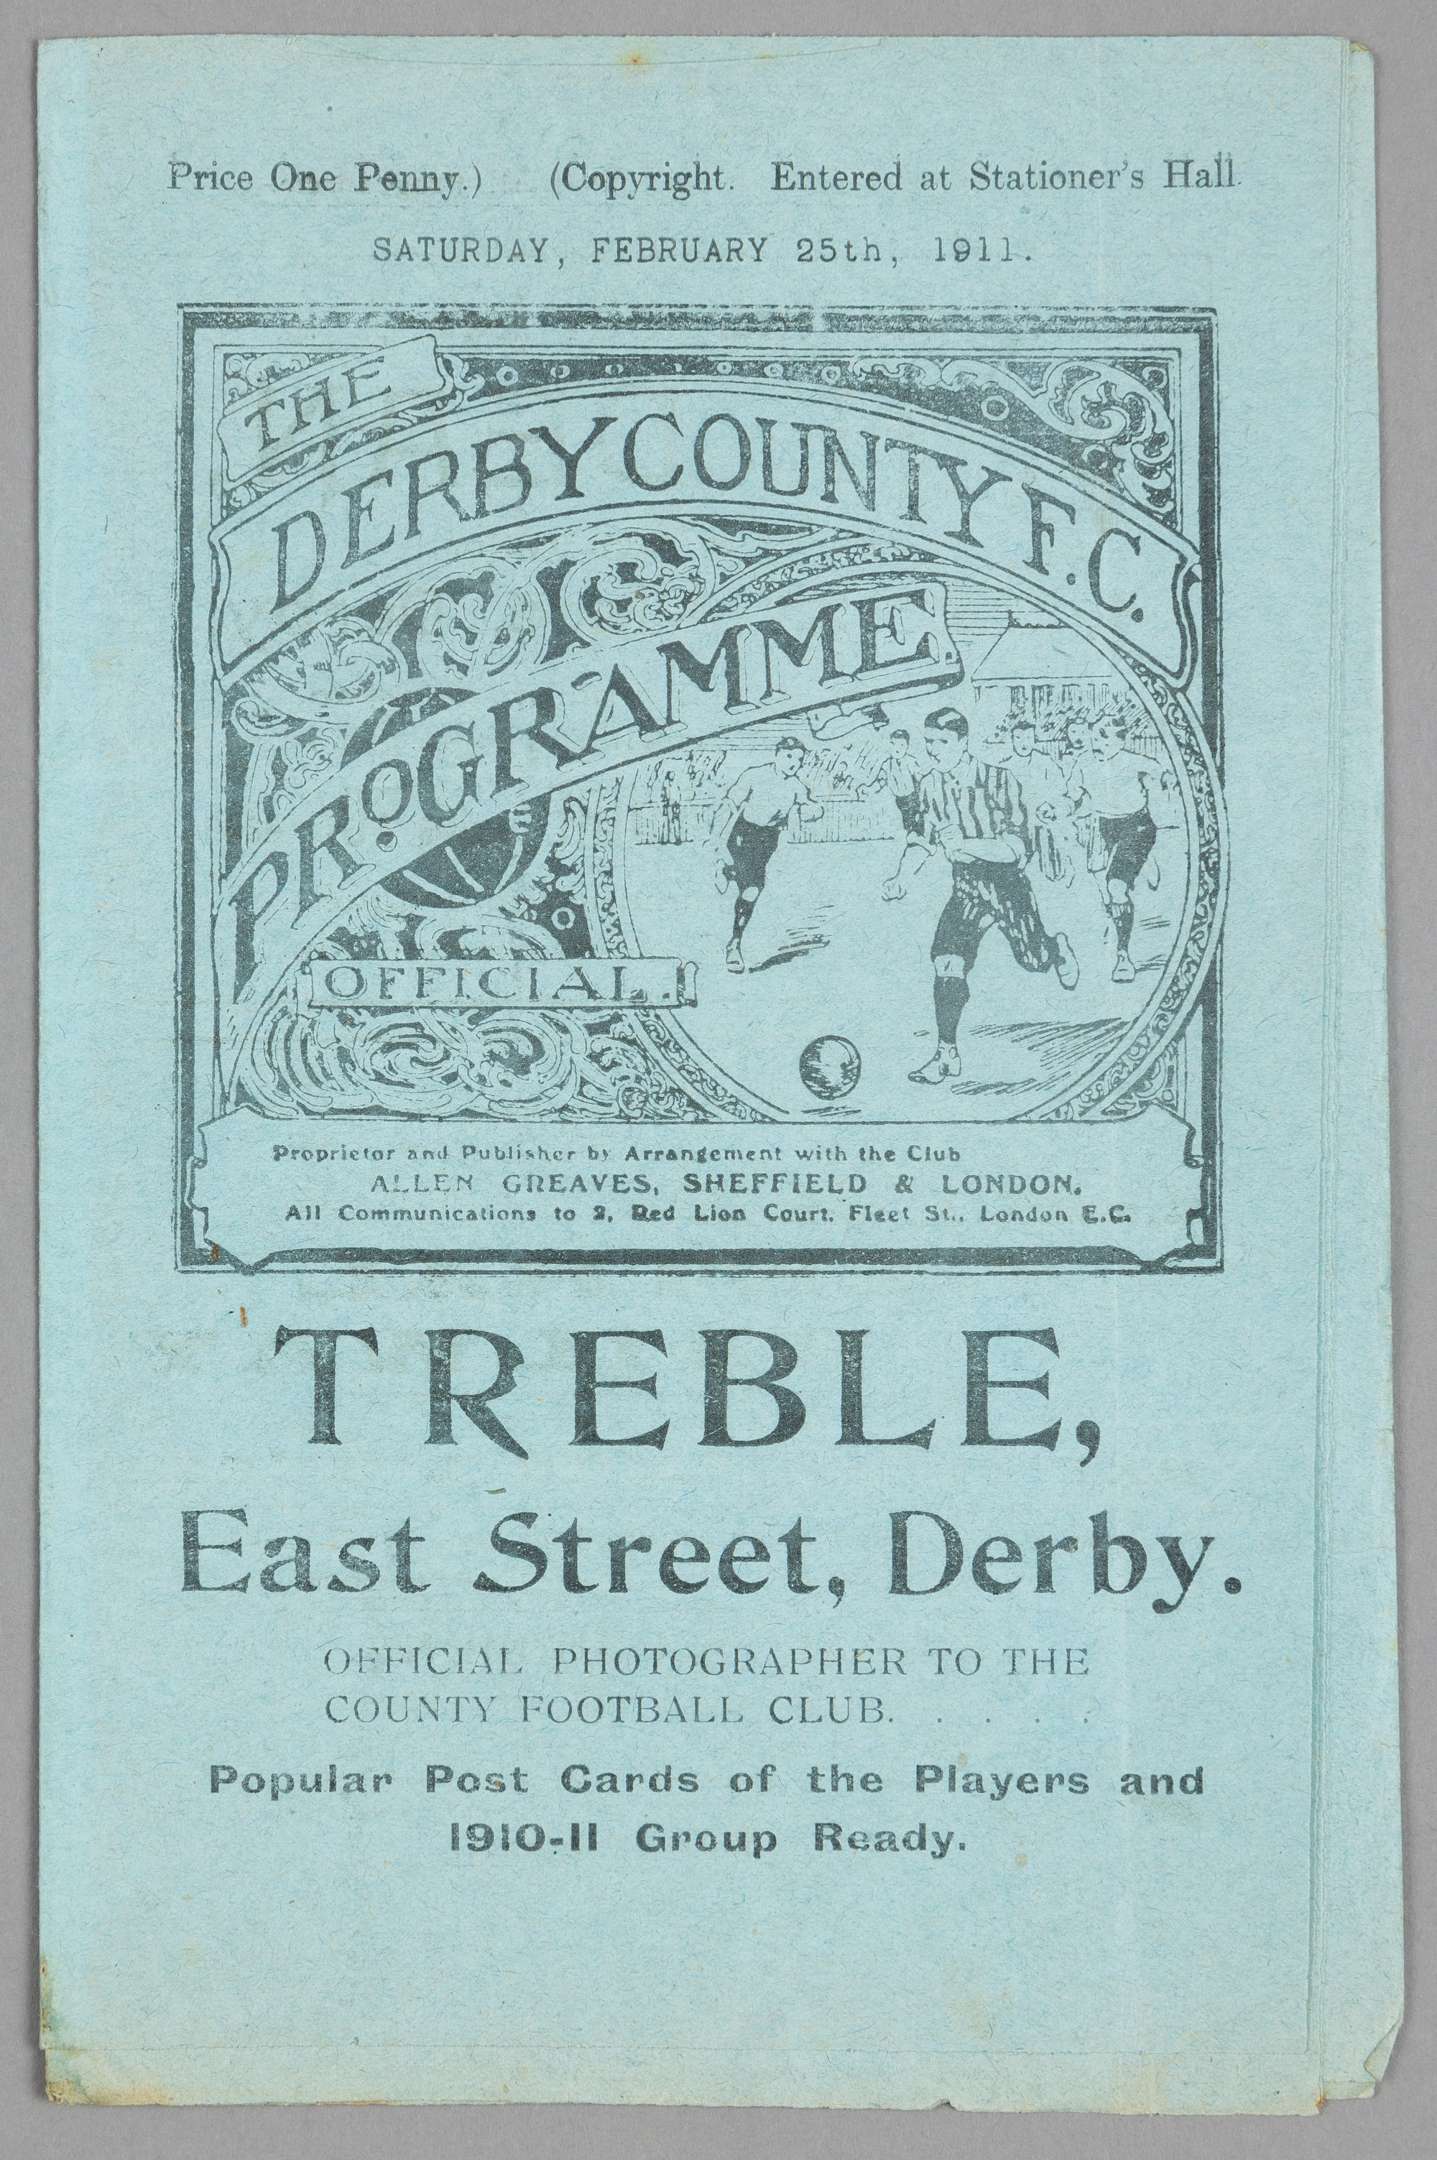 Price One Penny.) (Copyright. Entered at Stationer's Hall.
SATURDAY, FEBRUARY 25th, 1911.
THE
DERBY COUNTY F.C.
PROGRAMME.
OFFICIAL.
Proprietor and Publisher by Arrangement with the Club
ALLEN GREAVES, SHEFFIELD & LONDON.
All Communications to 2, Red Lion Court, Fleet St., London E.C.
TREBLE,
East Street, Derby.
OFFICIAL PHOTOGRAPHER TO THE
COUNTY FOOTBALL CLUB. . . . .
Popular Post Cards of the Players and
1910-11 Group Ready.